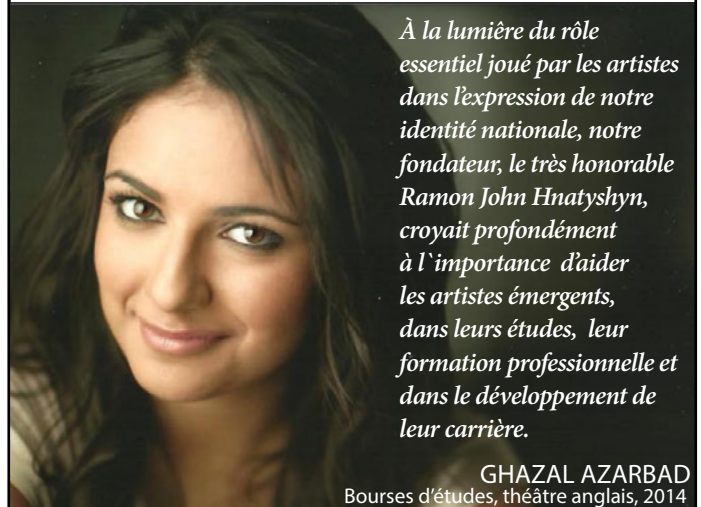 À la lumière du rôle
essentiel joué par les artistes
dans l’expression de notre
identité nationale, notre
fondateur, le très honorable
Ramon John Hnatyshyn,
croyait profondément
à l`importance d’aider
les artistes émergents,
dans leurs études, leur
formation professionnelle et
dans le développement de
leur carrière.
GHAZAL AZARBAD
Bourses d’études, théâtre anglais, 2014